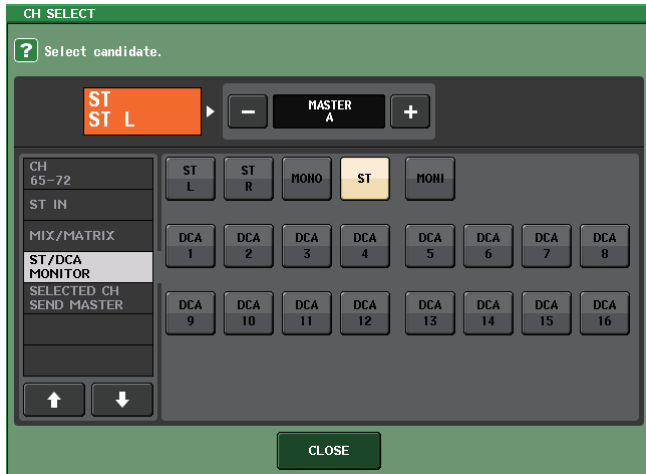 CH SELECT
? Select candidate.
ST
ST L
− MASTER +
A
CH
65-72
ST IN
MIX/MATRIX
ST/DCA
MONITOR
SELECTED CH
SEND MASTER
ST ST MONO ST MONI
L R
DCA DCA DCA DCA DCA DCA DCA DCA
1 2 3 4 5 6 7 8
DCA DCA DCA DCA DCA DCA DCA DCA
9 10 11 12 13 14 15 16
CLOSE